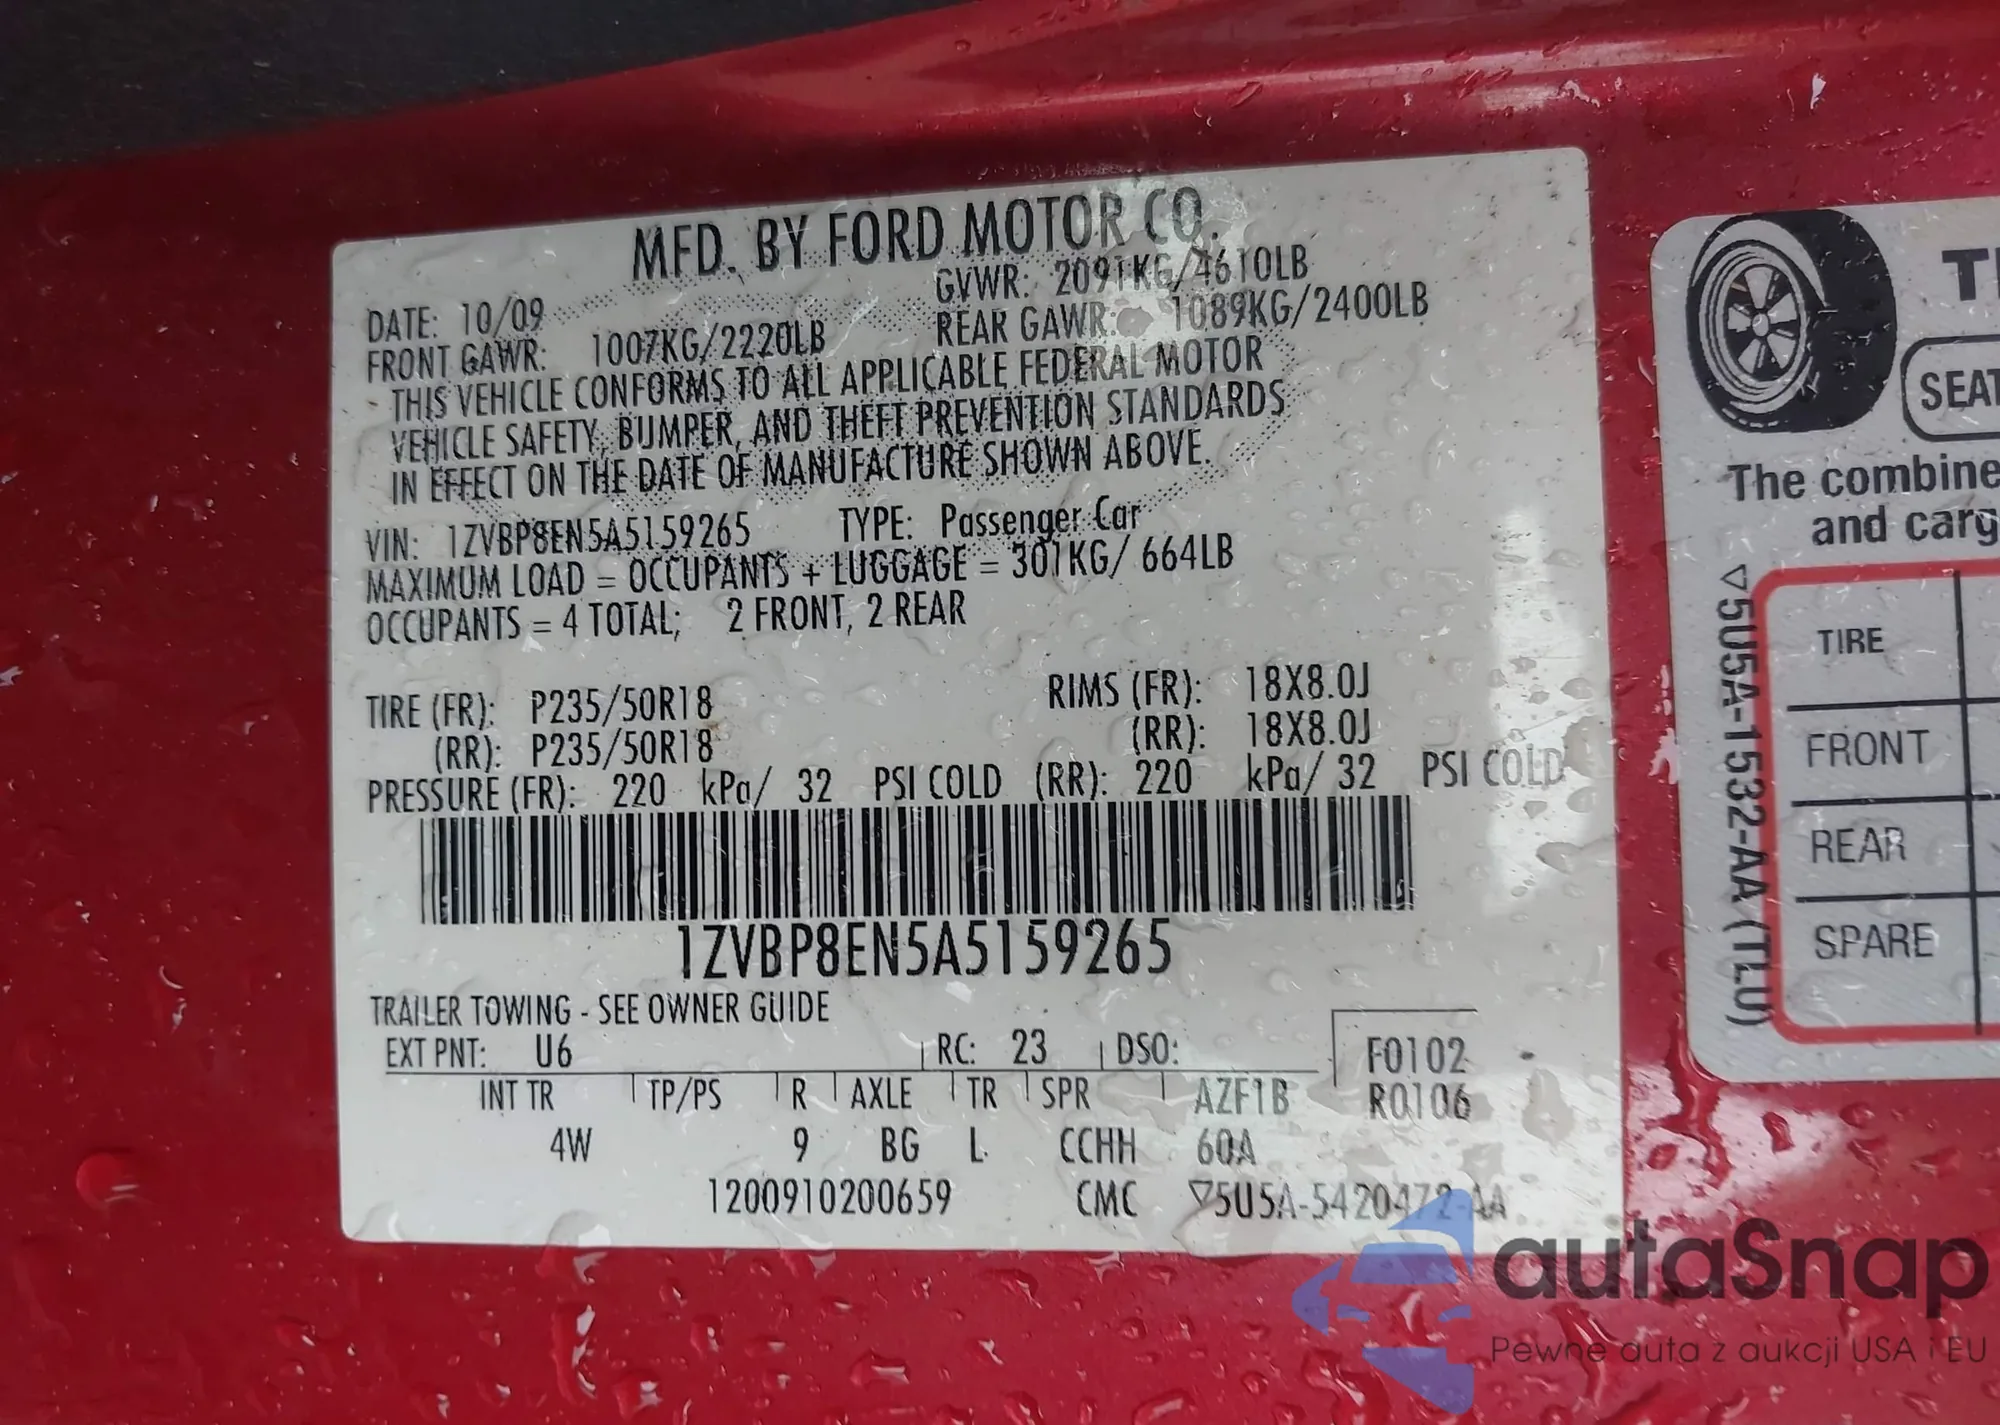 MFD. BY FORD MOTOR CO.
DATE: 10/09 GVWR: 2091KG/4610LB
FRONT GAWR: 1007KG/2220LB REAR GAWR: 1089KG/2400LB
THIS VEHICLE CONFORMS TO ALL APPLICABLE FEDERAL MOTOR
VEHICLE SAFETY, BUMPER, AND THEFT PREVENTION STANDARDS
IN EFFECT ON THE DATE OF MANUFACTURE SHOWN ABOVE.
VIN: 1ZVBP8EN5A5159265 TYPE: Passenger Car
MAXIMUM LOAD = OCCUPANTS + LUGGAGE = 301KG/ 664LB
OCCUPANTS = 4 TOTAL; 2 FRONT, 2 REAR
TIRE (FR): P235/50R18 RIMS (FR): 18X8.0J
(RR): P235/50R18 (RR): 18X8.0J
PRESSURE (FR): 220 kPa/ 32 PSI COLD (RR): 220 kPa/ 32 PSI COLD
1ZVBP8EN5A5159265
TRAILER TOWING - SEE OWNER GUIDE
EXT PNT: U6 RC: 23 DSO: F0102
INT TR TP/PS R AXLE TR SPR AZF1B R0106
4W 9 BG L CCHH 60A
1200910200659 CMC ▽5U5A-5420472-AA
The combine
and carg
▽5U5A-1532-AA (TLU)
TIRE
FRONT
REAR
SPARE
autaSnap
Pewne auta z aukcji USA i EU